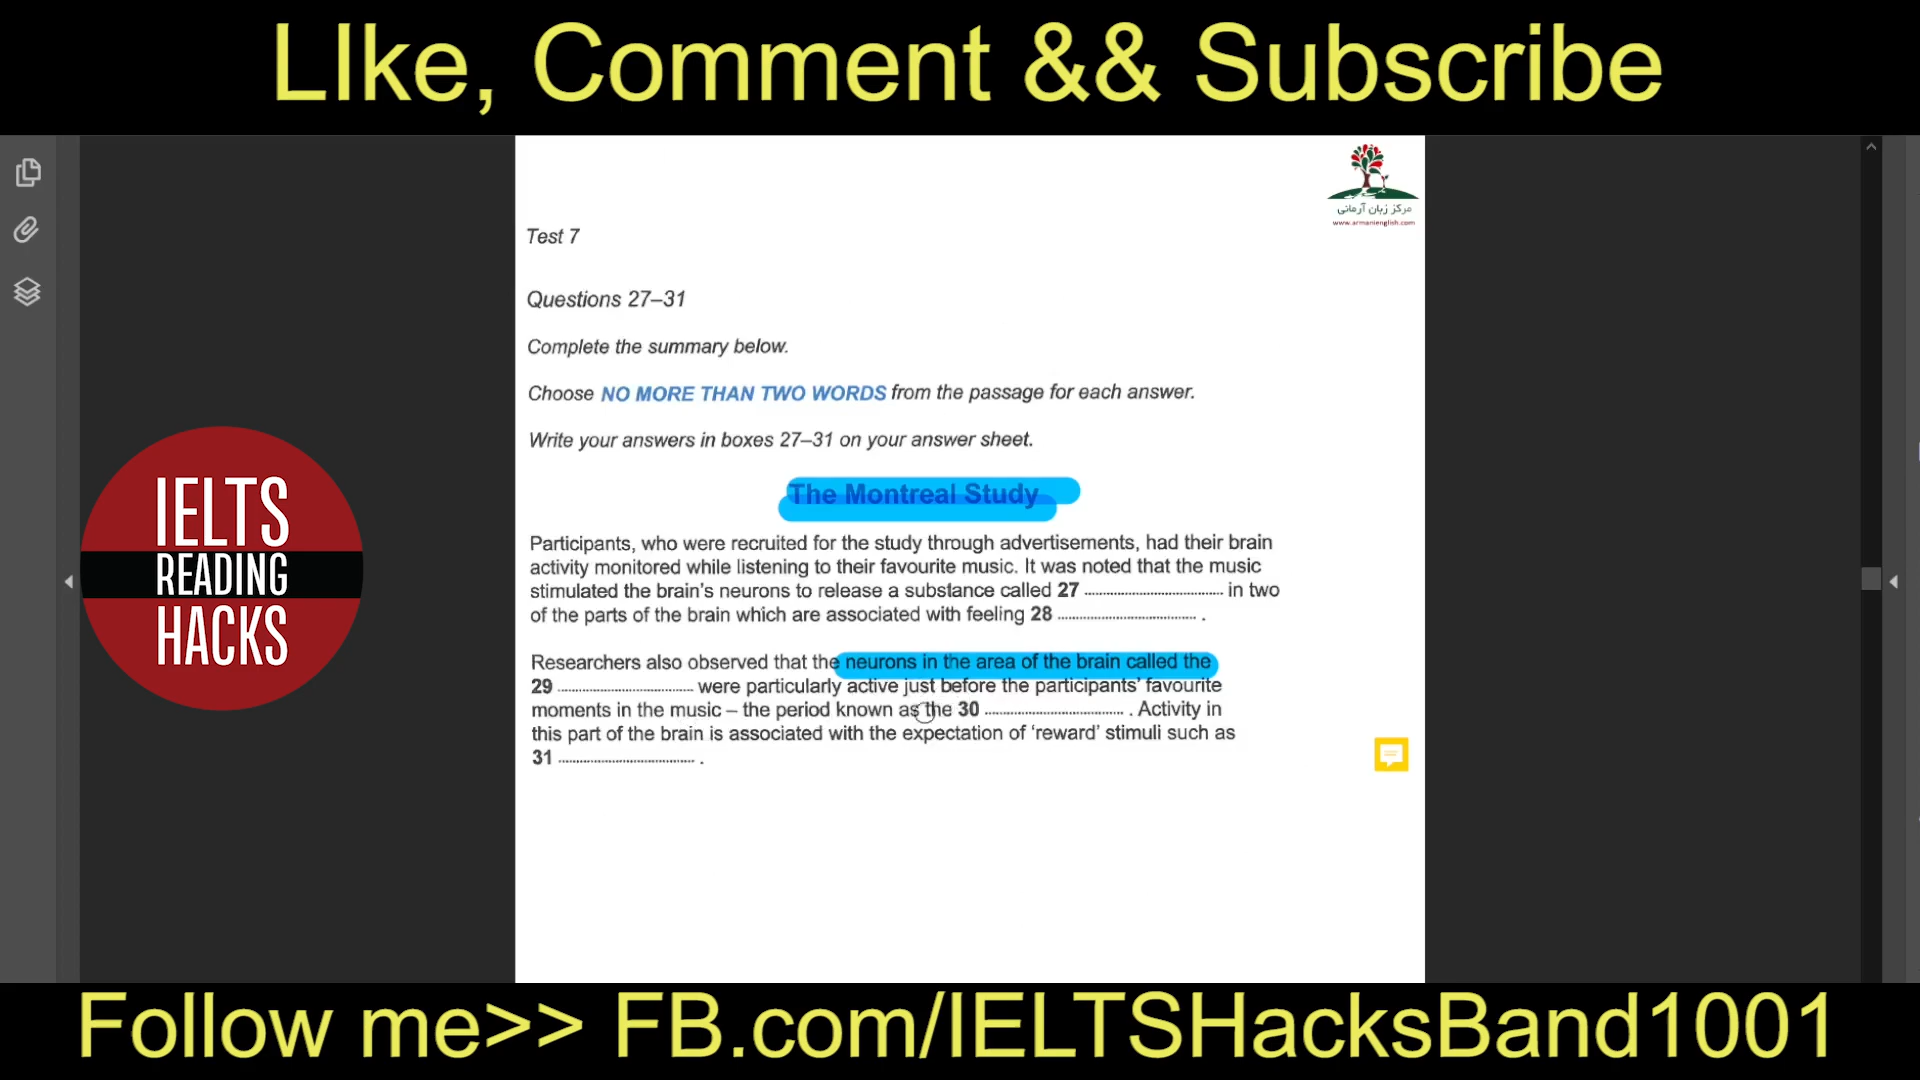 LIke, Comment && Subscribe
مرکز زبان آرمانی
www.armanienglish.com
Test 7
Questions 27–31
Complete the summary below.
Choose NO MORE THAN TWO WORDS from the passage for each answer.
Write your answers in boxes 27–31 on your answer sheet.
The Montreal Study
Participants, who were recruited for the study through advertisements, had their brain
activity monitored while listening to their favourite music. It was noted that the music
stimulated the brain's neurons to release a substance called 27 .................................. in two
of the parts of the brain which are associated with feeling 28 .................................. .
Researchers also observed that the neurons in the area of the brain called the
29 .................................. were particularly active just before the participants' favourite
moments in the music – the period known as the 30 .................................. . Activity in
this part of the brain is associated with the expectation of 'reward' stimuli such as
31 .................................. .
IELTS
READING
HACKS
Follow me>> FB.com/IELTSHacksBand1001